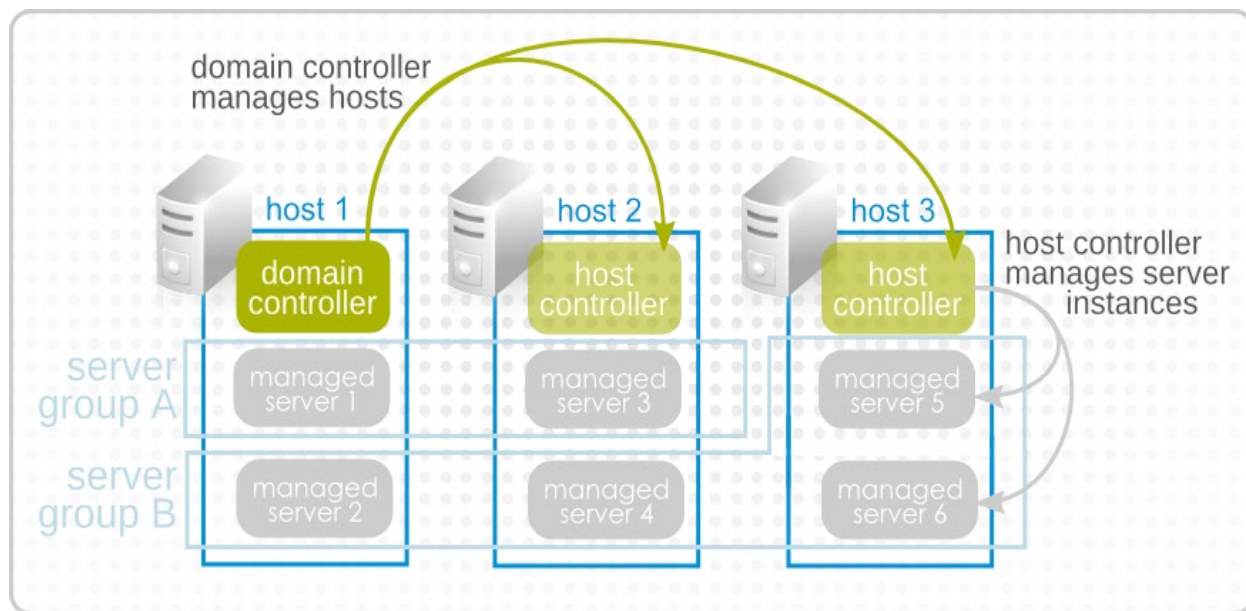 domain controller
manages hosts
host 1
host 2
host 3
domain
controller
host
controller
host
controller
host controller
manages server
instances
server
group A
managed
server 1
managed
server 3
managed
server 5
server
group B
managed
server 2
managed
server 4
managed
server 6